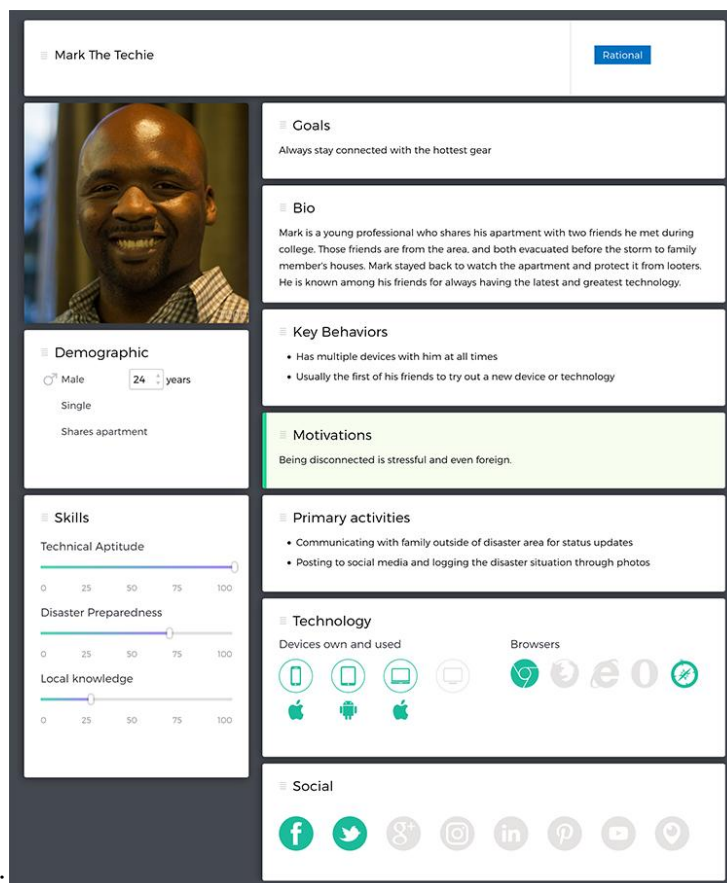 Mark The Techie
Rational
Goals
Always stay connected with the hottest gear
Bio
Mark is a young professional who shares his apartment with two friends he met during
college. Those friends are from the area, and both evacuated before the storm to family
member's houses. Mark stayed back to watch the apartment and protect it from looters.
He is known among his friends for always having the latest and greatest technology.
Demographic
Male 24 years
Single
Shares apartment
Key Behaviors
• Has multiple devices with him at all times
• Usually the first of his friends to try out a new device or technology
Motivations
Being disconnected is stressful and even foreign.
Skills
Technical Aptitude
0 25 50 75 100
Disaster Preparedness
0 25 50 75 100
Local knowledge
0 25 50 75 100
Primary activities
• Communicating with family outside of disaster area for status updates
• Posting to social media and logging the disaster situation through photos
Technology
Devices own and used
Browsers
Social
f g+ in
.